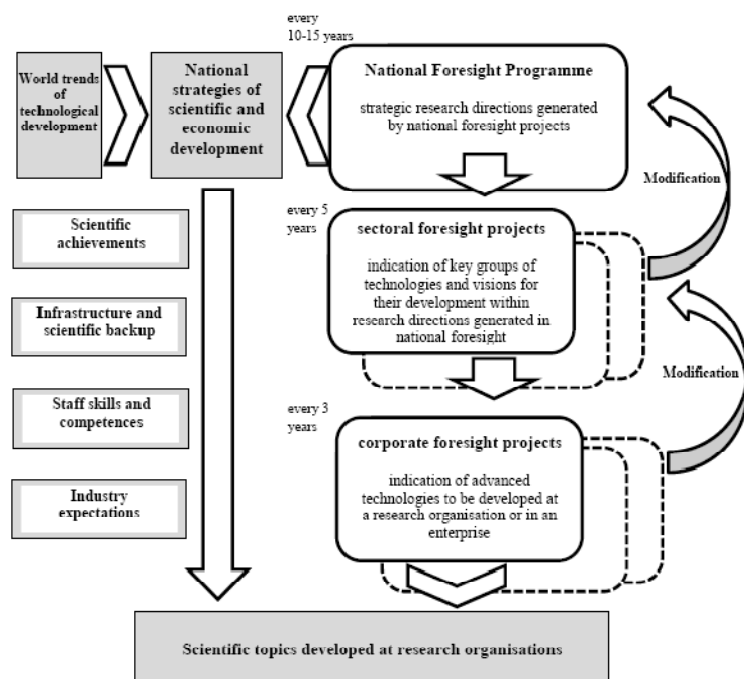 every
10-15 years
World trends
of
technological
development
National
strategies of
scientific and
economic
development
National Foresight Programme
strategic research directions generated
by national foresight projects
Modification
Scientific
achievements
every 5
years
sectoral foresight projects
indication of key groups of
technologies and visions for
their development within
research directions generated in
national foresight
Infrastructure and
scientific backup
Modification
Staff skills and
competences
every 3
years
corporate foresight projects
indication of advanced
technologies to be developed at
a research organisation or in an
enterprise
Industry
expectations
Scientific topics developed at research organisations